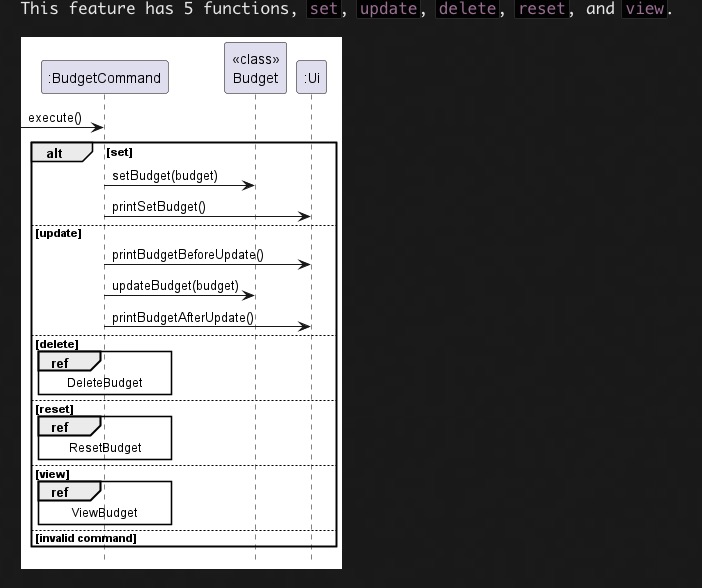 This feature has 5 functions, set, update, delete, reset, and view.
«class»
:BudgetCommand Budget :Ui
execute()
alt [set]
setBudget(budget)
printSetBudget()
[update]
printBudgetBeforeUpdate()
updateBudget(budget)
printBudgetAfterUpdate()
[delete]
ref
DeleteBudget
[reset]
ref
ResetBudget
[view]
ref
ViewBudget
[invalid command]